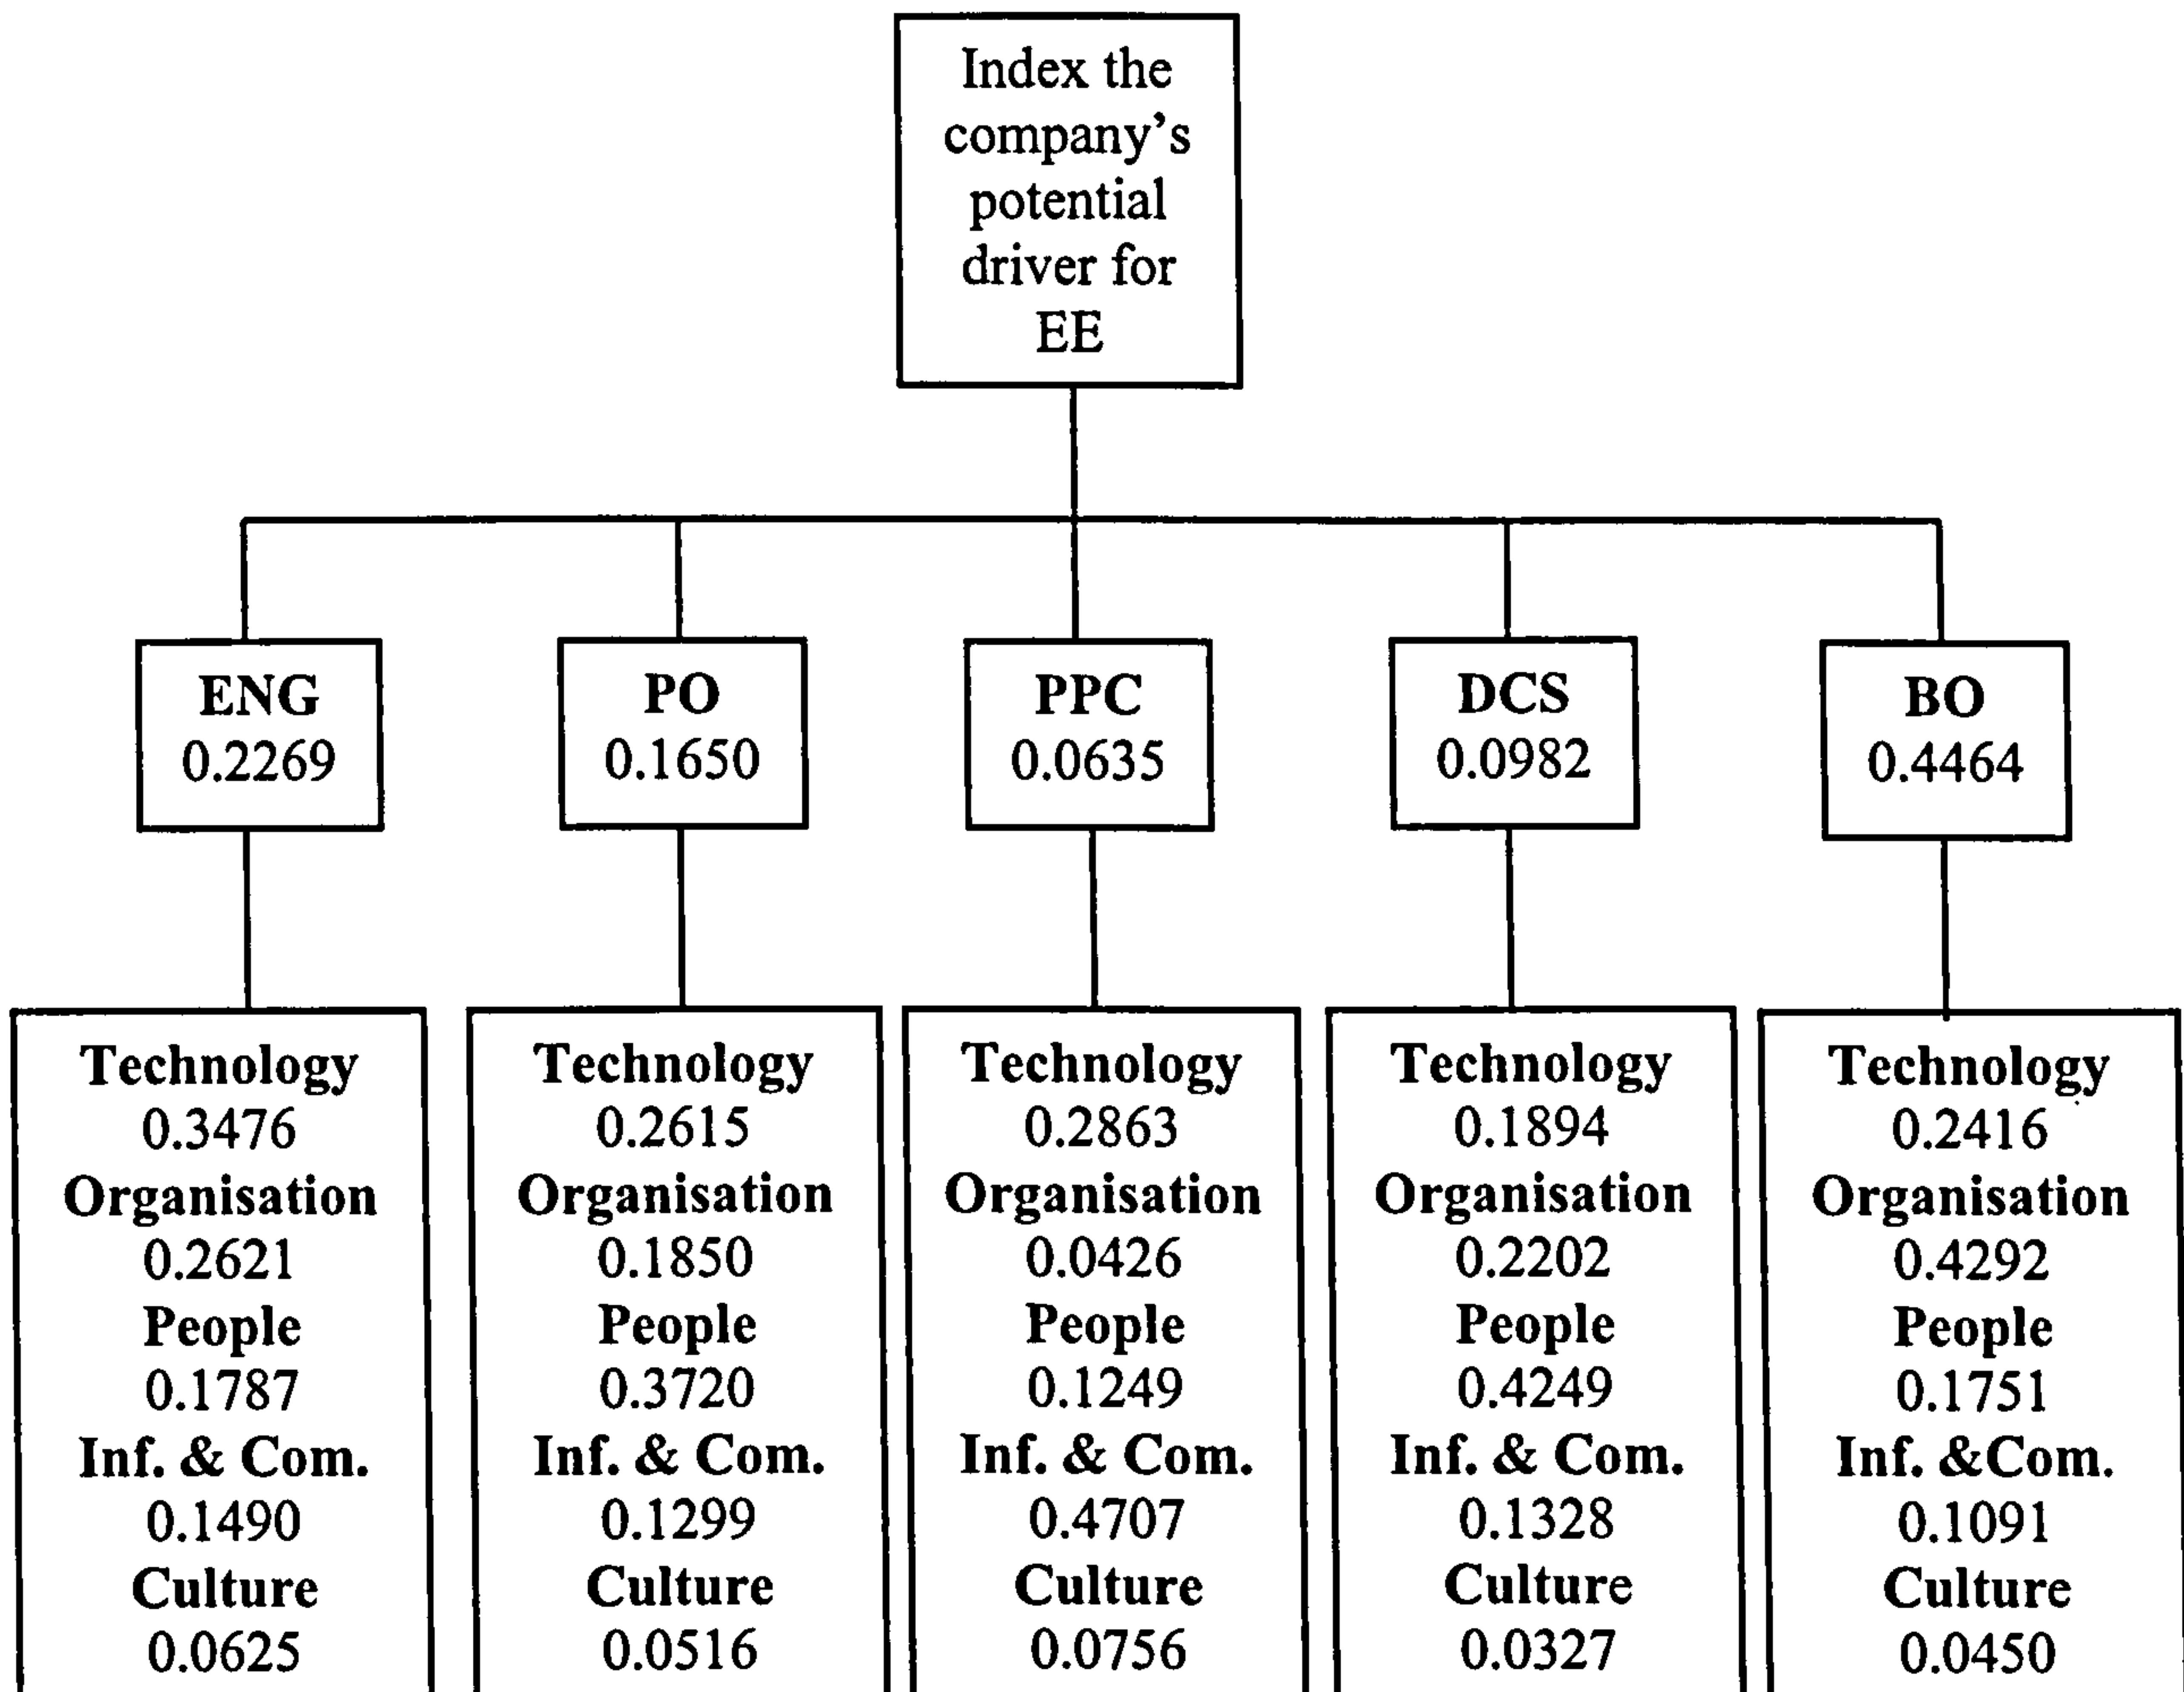 Index the
company's
potential
driver for
EE
ENG
0.2269
PO
0.1650
PPC
0.0635
DCS
0.0982
BO
0.4464
Technology
0.3476
Organisation
0.2621
People
0.1787
Inf. & Com.
0.1490
Culture
0.0625
Technology
0.2615
Organisation
0.1850
People
0.3720
Inf. & Com.
0.1299
Culture
0.0516
Technology
0.2863
Organisation
0.0426
People
0.1249
Inf. & Com.
0.4707
Culture
0.0756
Technology
0.1894
Organisation
0.2202
People
0.4249
Inf. & Com.
0.1328
Culture
0.0327
Technology
0.2416
Organisation
0.4292
People
0.1751
Inf. &Com.
0.1091
Culture
0.0450